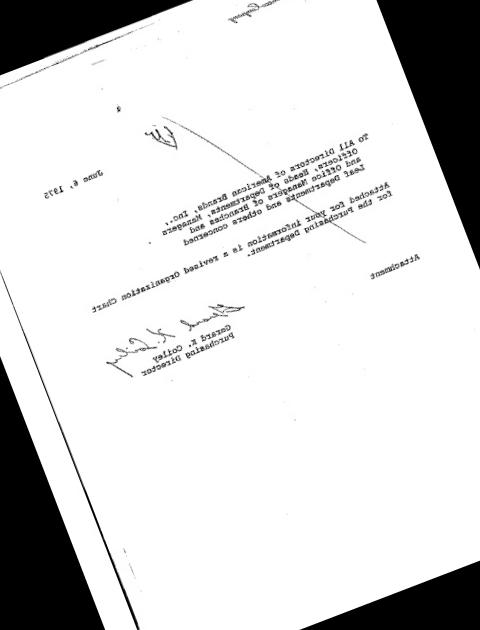 Company
June 6, 1975
To All Directors of American Brands, Inc.,
Officers, Heads of Departments, Managers
and Office Managers of Branches and
Leaf Departments and others concerned
Attached for your information is a revised Organization Chart
for the Purchasing Department.
Gerard K. Coilley
Purchasing Director
Attachment